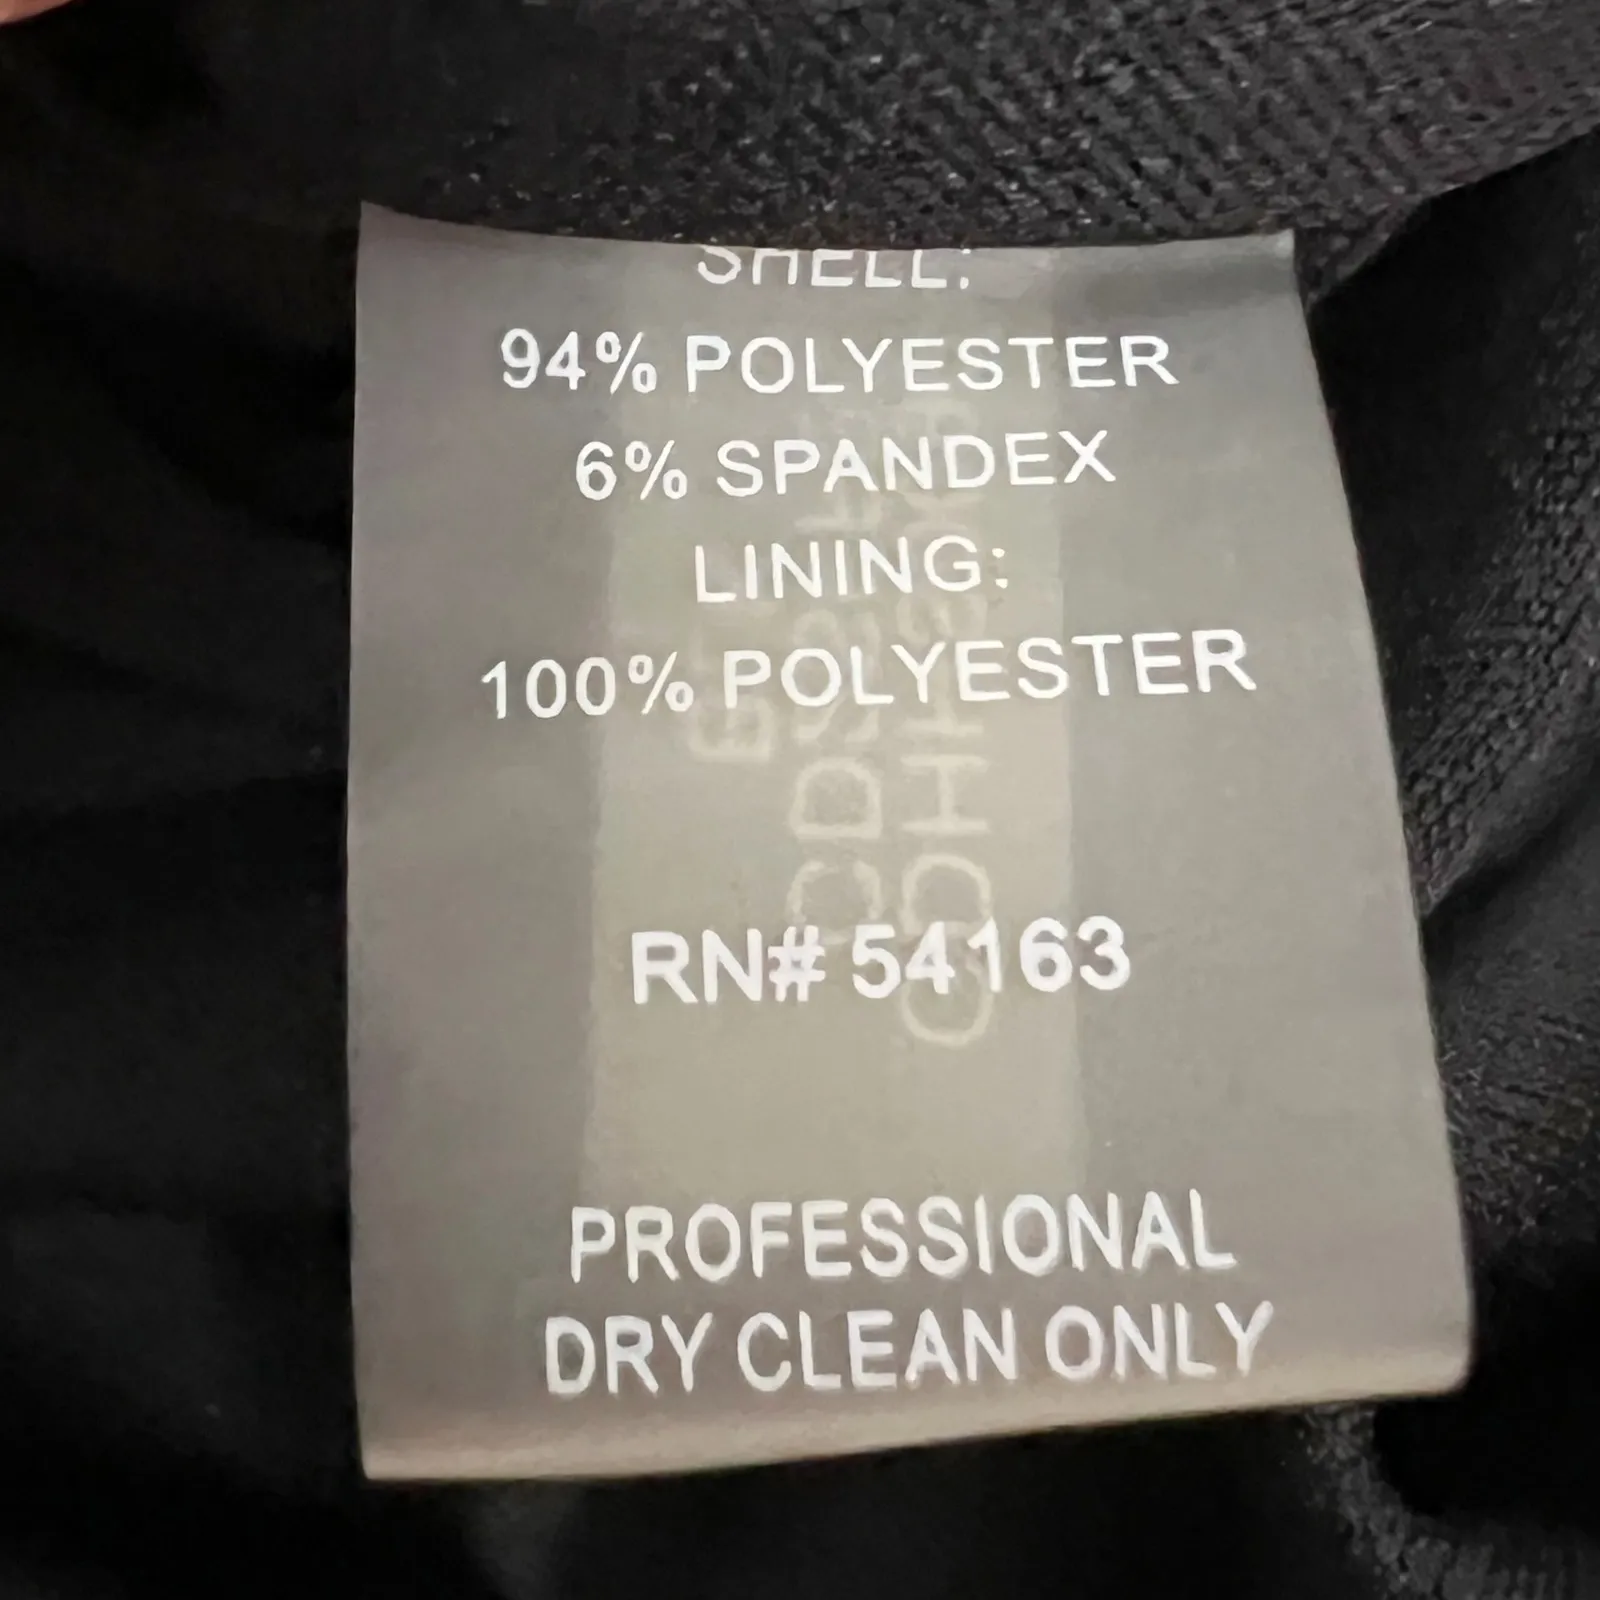 SHELL:
94% POLYESTER
6% SPANDEX
LINING:
100% POLYESTER
RN# 54163
PROFESSIONAL
DRY CLEAN ONLY